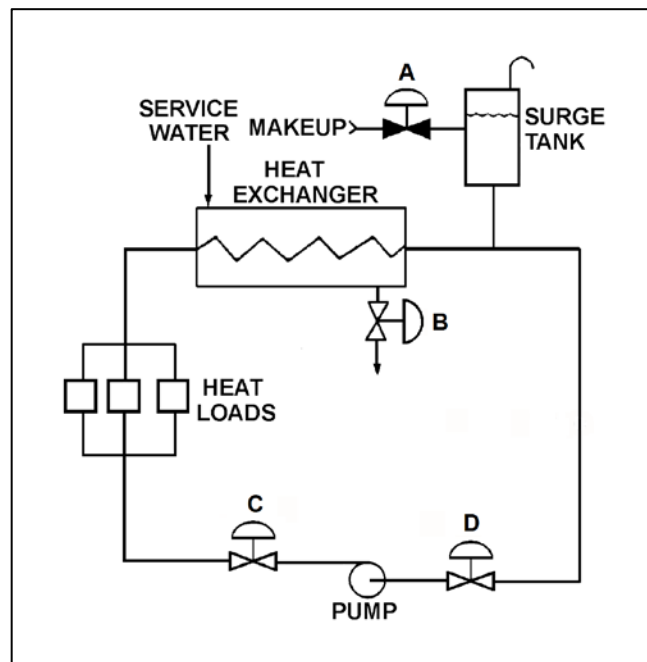 A
SERVICE
WATER
MAKEUP
SURGE
TANK
HEAT
EXCHANGER
B
HEAT
LOADS
C
D
PUMP